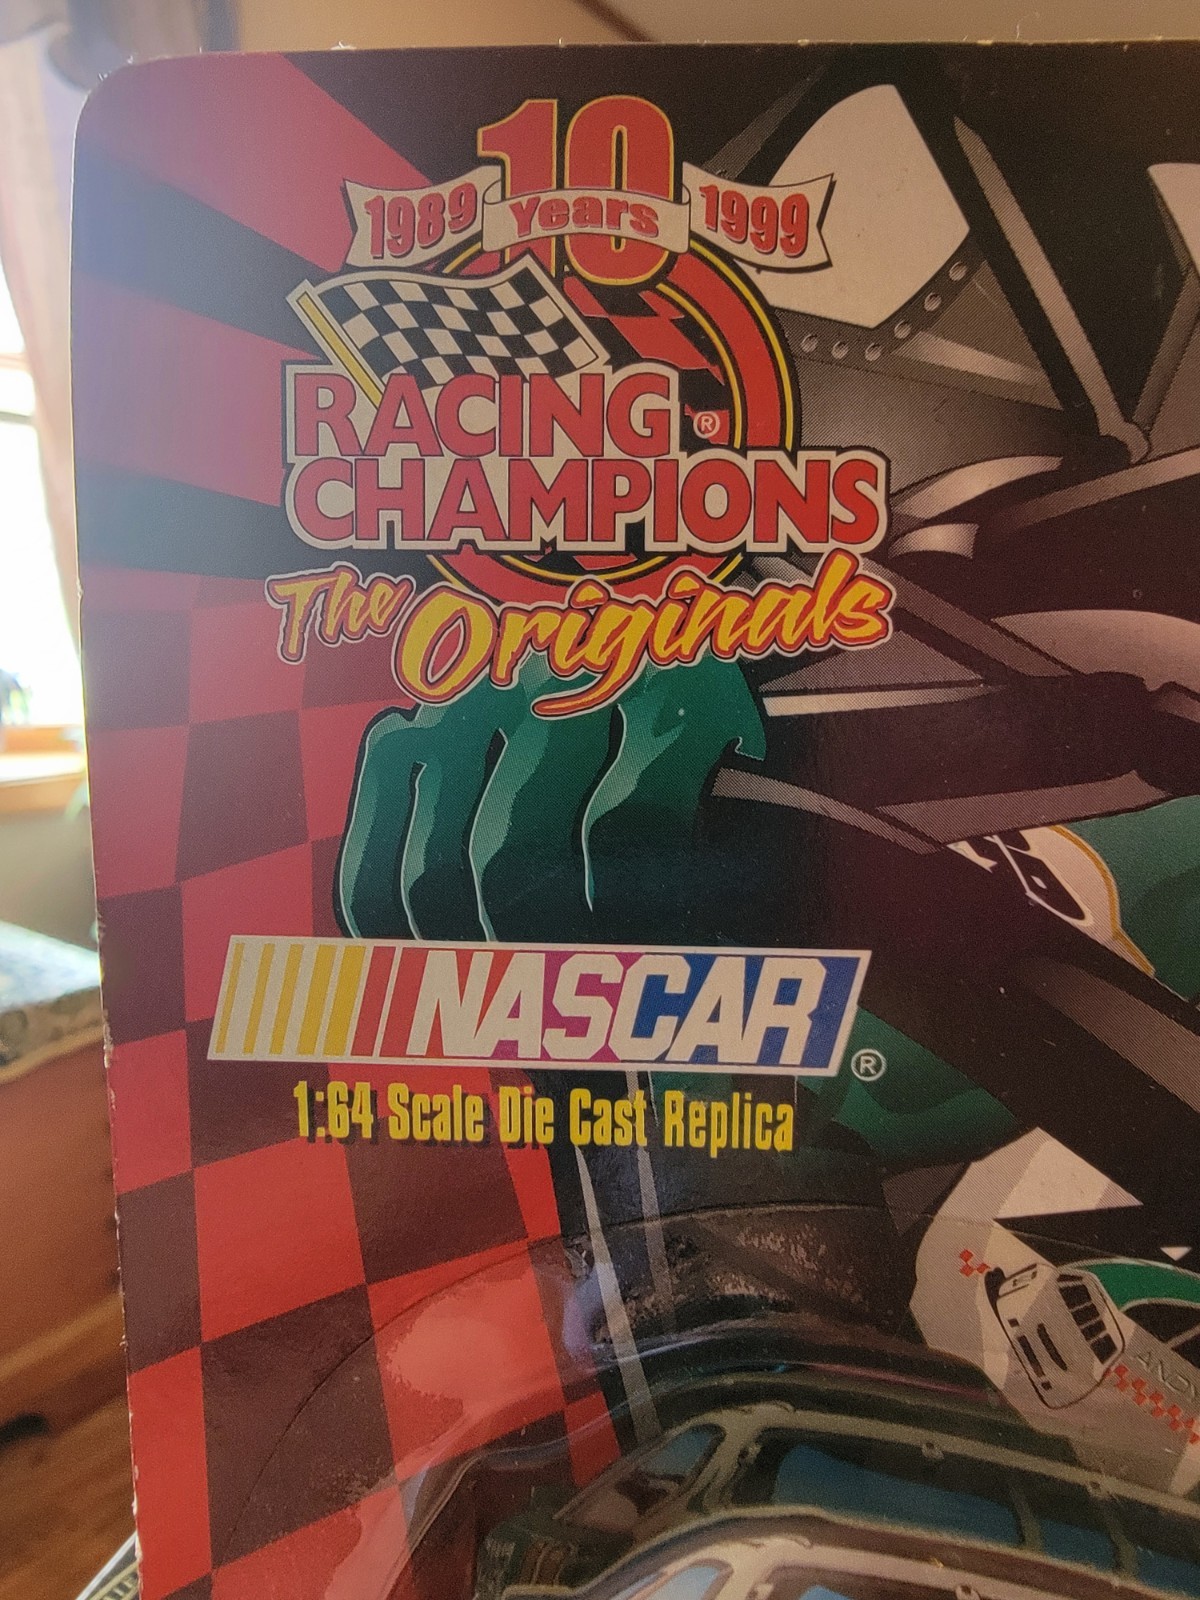 10
1989 Years 1999
RACING ®
CHAMPIONS
The Originals
NASCAR ®
1:64 Scale Die Cast Replica